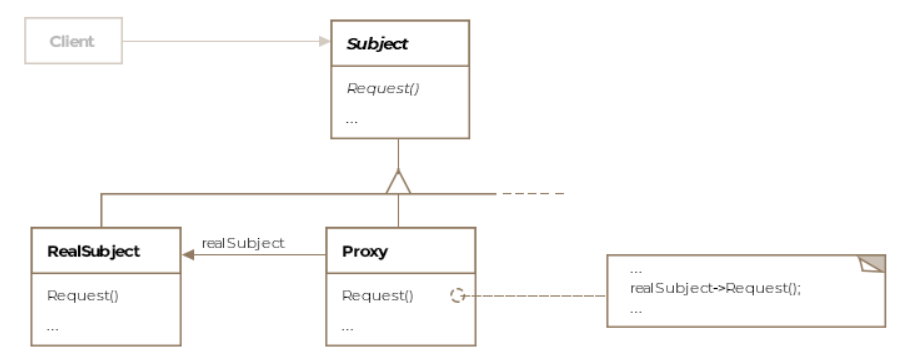 Client
Subject
Request()
...
realSubject
RealSubject
Request()
...
Proxy
Request()
...
...
realSubject->Request();
...